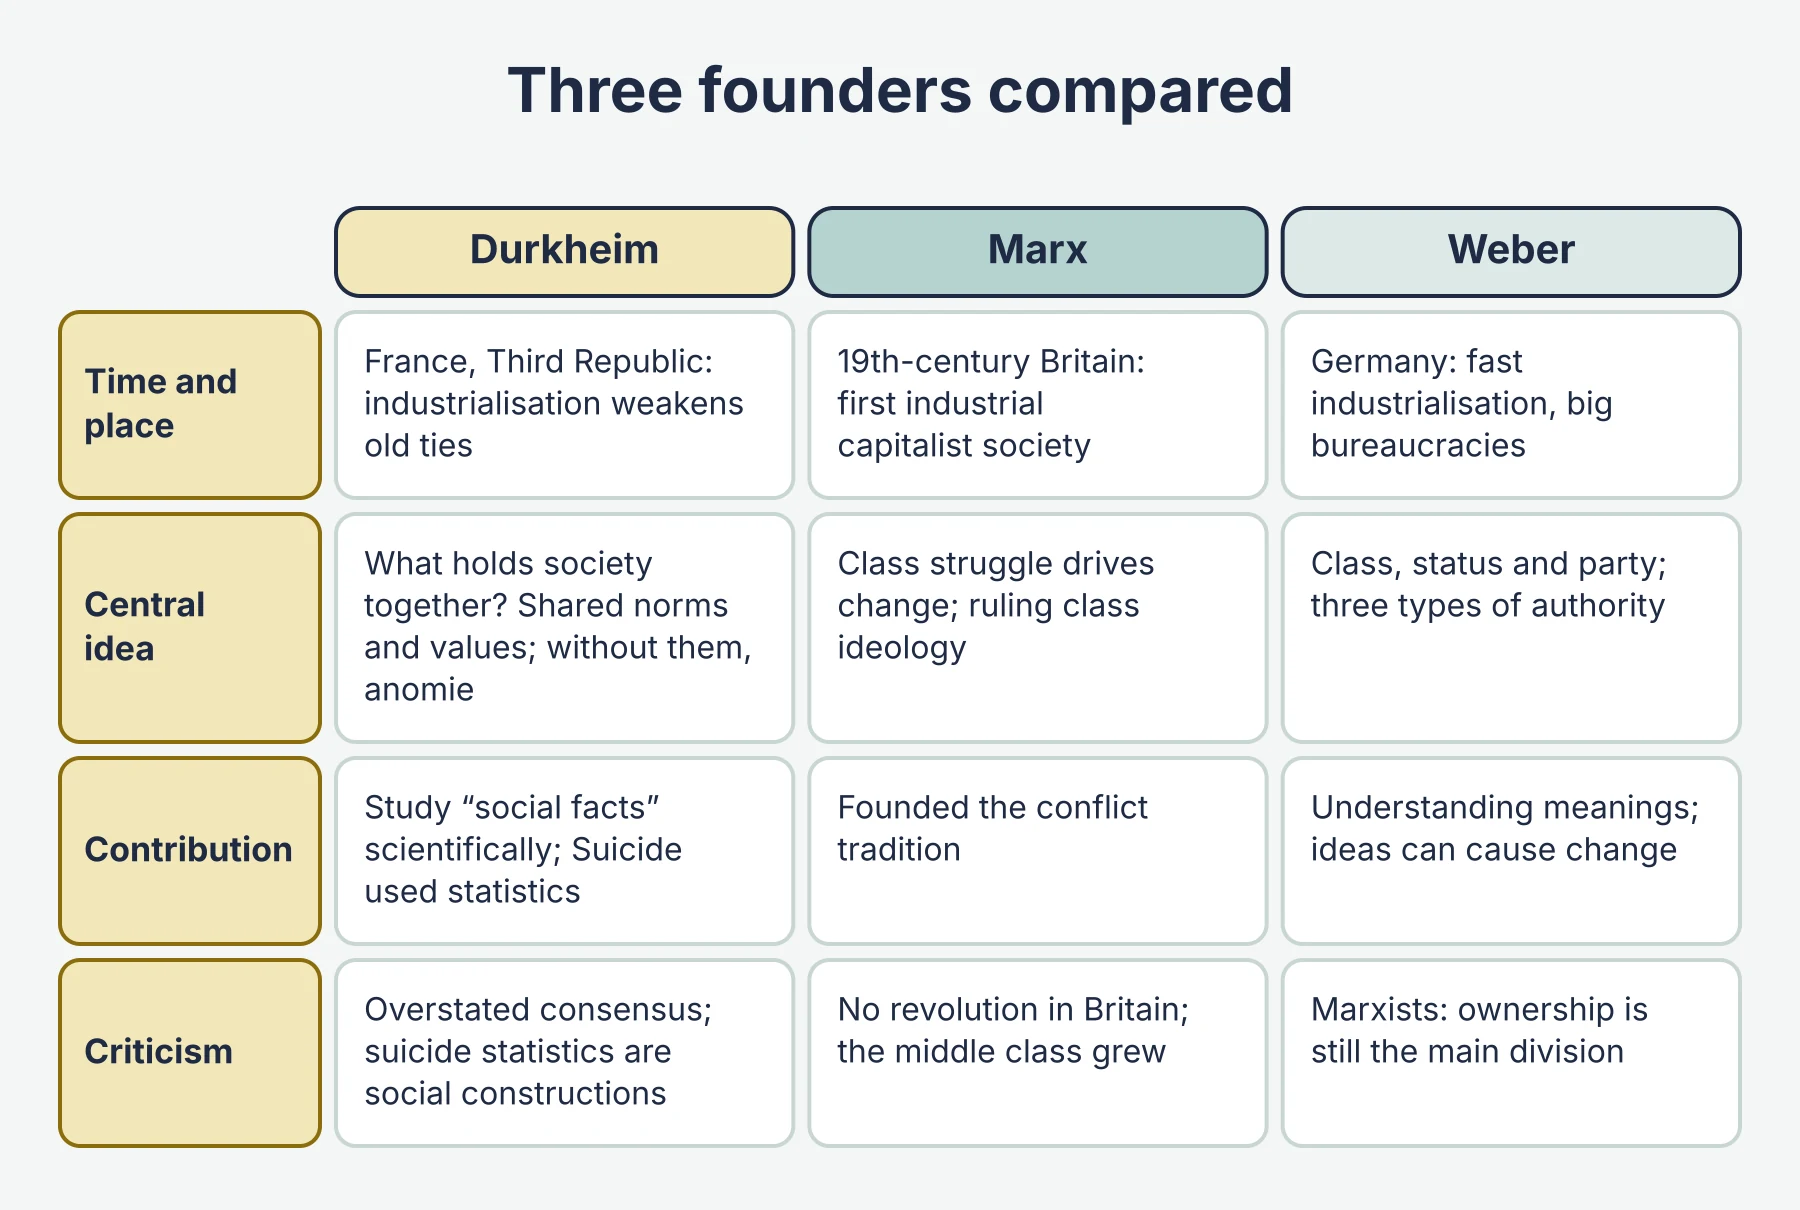 Three founders compared
Durkheim
Marx
Weber
Time and
place
France, Third Republic:
industrialisation weakens
old ties
19th-century Britain:
first industrial
capitalist society
Germany: fast
industrialisation, big
bureaucracies
Central
idea
What holds society
together? Shared norms
and values; without them,
anomie
Class struggle drives
change; ruling class
ideology
Class, status and party;
three types of authority
Contribution
Study “social facts”
scientifically; Suicide
used statistics
Founded the conflict
tradition
Understanding meanings;
ideas can cause change
Criticism
Overstated consensus;
suicide statistics are
social constructions
No revolution in Britain;
the middle class grew
Marxists: ownership is
still the main division